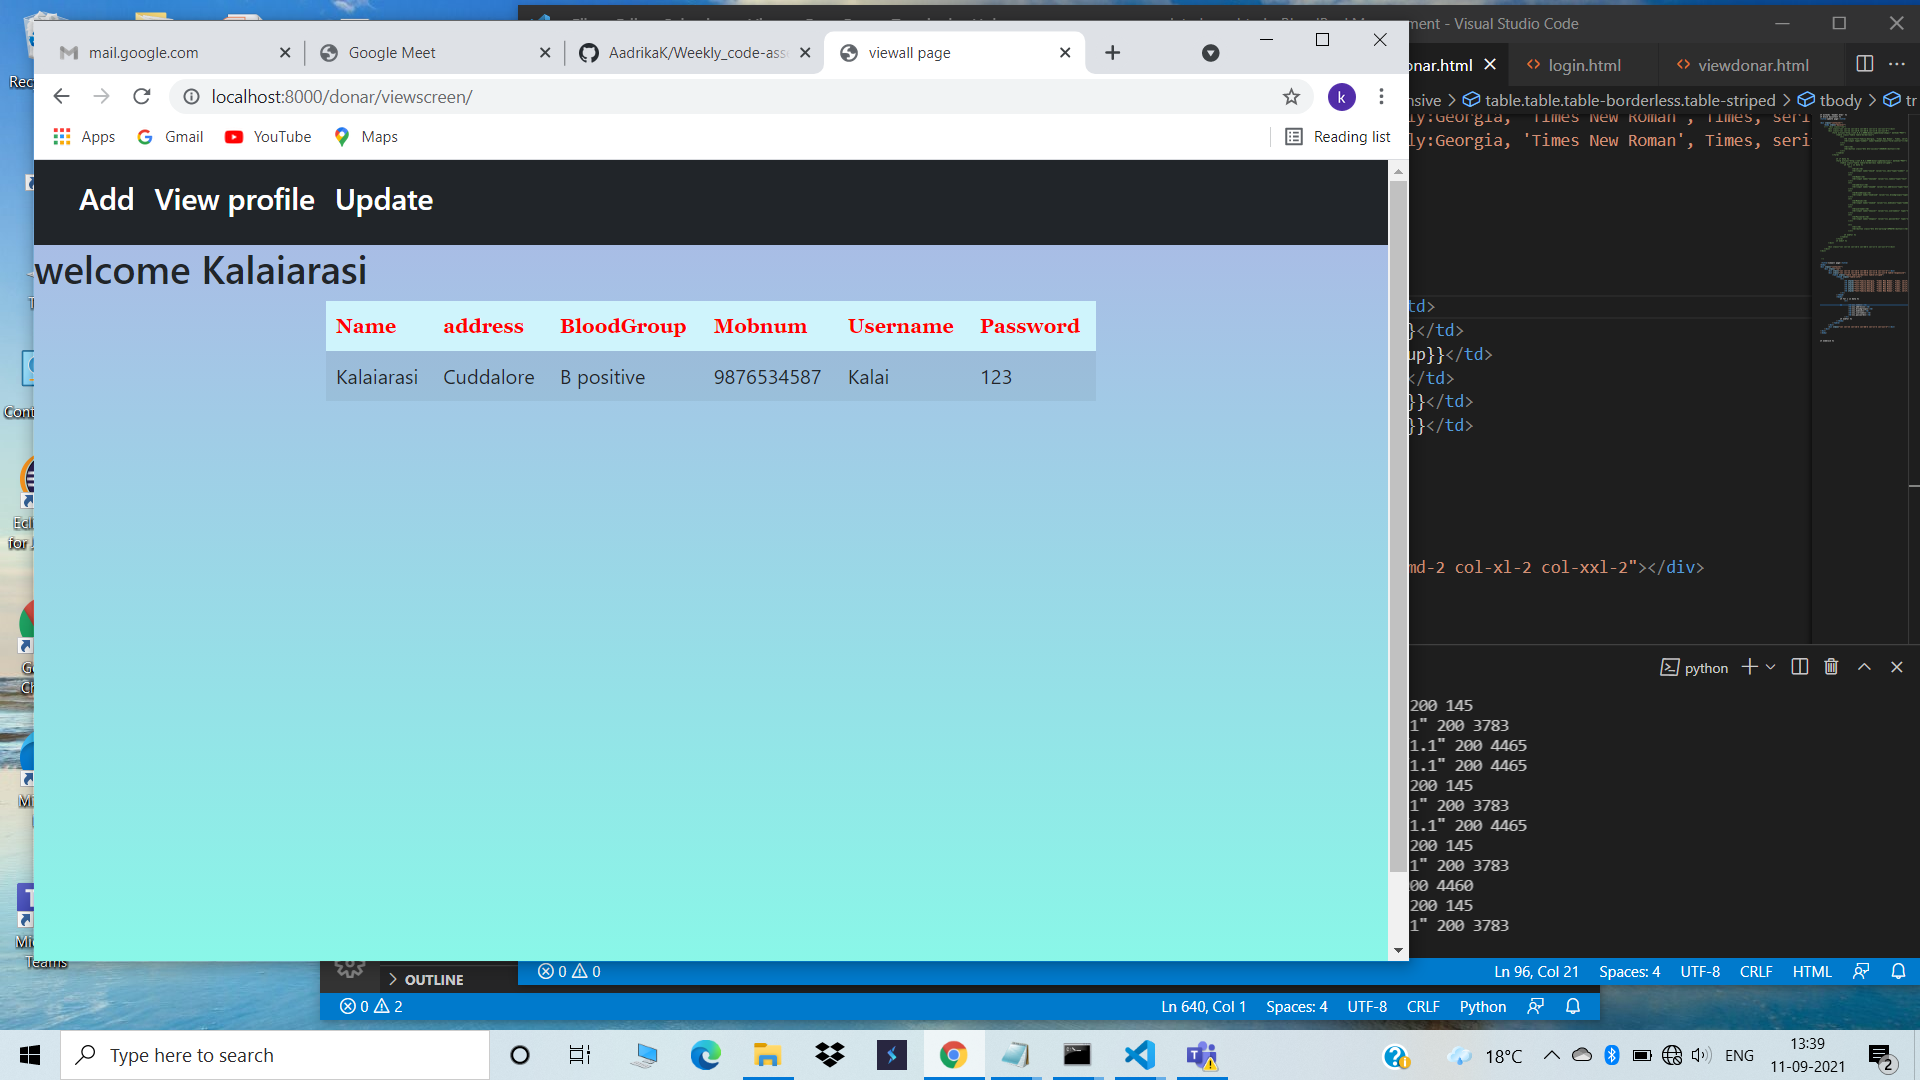 ment - Visual Studio Code
mail.google.com
Google Meet
AadrikaK/Weekly_code-asse
viewall page
onar.html
login.html
viewdonar.html
localhost:8000/donar/viewscreen/
k
nsive > table.table.table-borderless.table-striped > tbody > tr
Apps
Gmail
YouTube
Maps
Reading list
ly:Georgia, 'Times New Roman', Times, seri
ly:Georgia, 'Times New Roman', Times, seri
Add View profile Update
welcome Kalaiarasi
Name address BloodGroup Mobnum Username Password
Kalaiarasi Cuddalore B positive 9876534587 Kalai 123
td>
}</td>
up}}</td>
</td>
}}</td>
}}</td>
md-2 col-xl-2 col-xxl-2"></div>
python
200 145
1" 200 3783
1.1" 200 4465
1.1" 200 4465
200 145
1" 200 3783
1.1" 200 4465
200 145
1" 200 3783
00 4460
200 145
1" 200 3783
Teams
OUTLINE
0 0
Ln 96, Col 21 Spaces: 4 UTF-8 CRLF HTML
0 2
Ln 640, Col 1 Spaces: 4 UTF-8 CRLF Python
Type here to search
18°C
ENG
13:39
11-09-2021
2